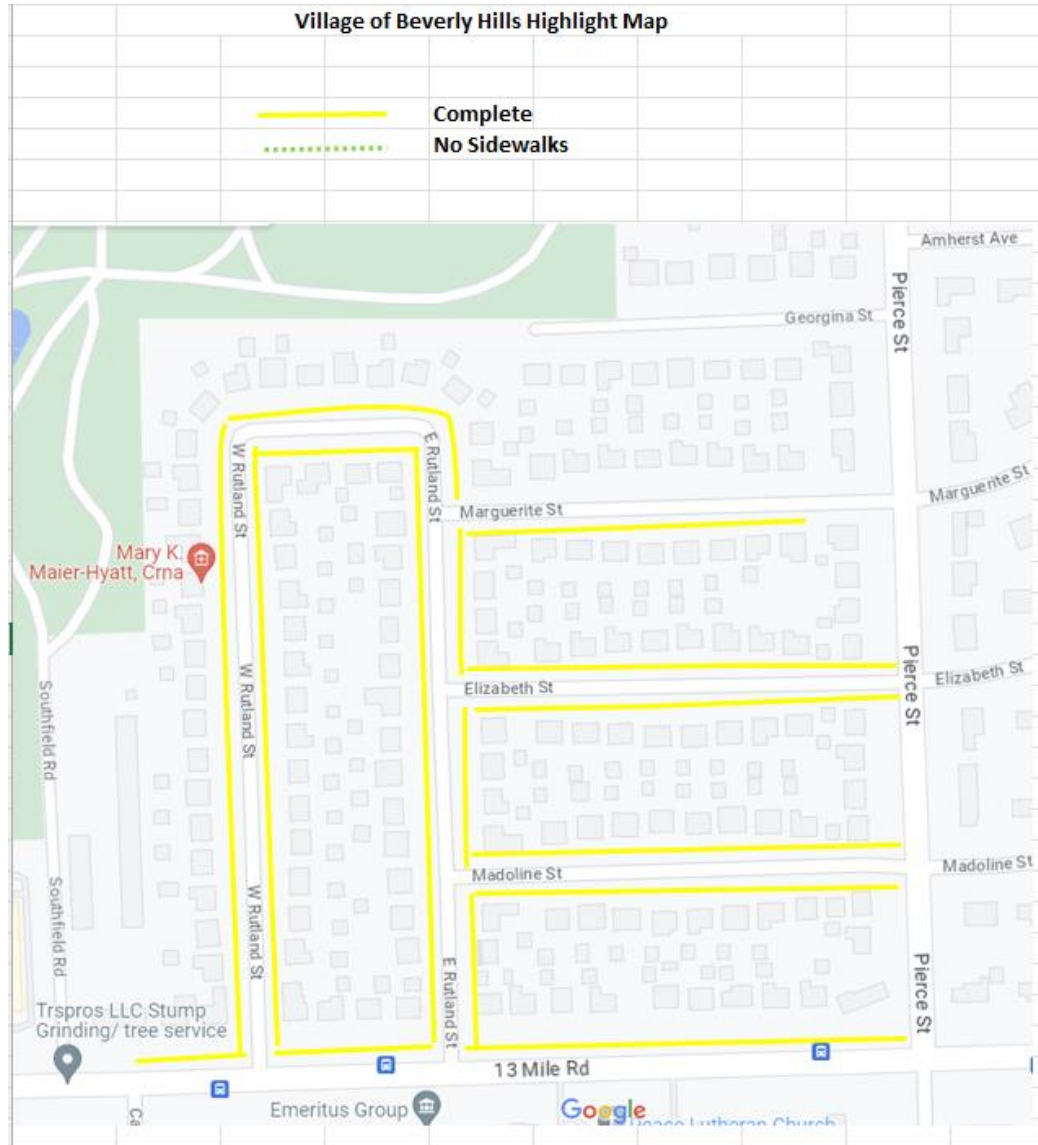 Village of Beverly Hills Highlight Map
Complete
No Sidewalks
Amherst Ave
Pierce St
Georgina St
W Rutland St
E Rutland St
Marguerite St
Marguerite St
Mary K.
Maier-Hyatt, Crna
Pierce St
Elizabeth St
Elizabeth St
W Rutland St
Southfield Rd
Madoline St
Madoline St
Southfield Rd
W Rutland St
E Rutland St
Pierce St
Trspros LLC Stump
Grinding/ tree service
13 Mile Rd
Emeritus Group
Google
Lutheran Church